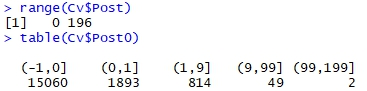 > range(Cv$Post)
[1]   0 196
> table(Cv$PostO)

 (-1,0]   (0,1]   (1,9]  (9,99] (99,199]
  15060    1893     814      49        2